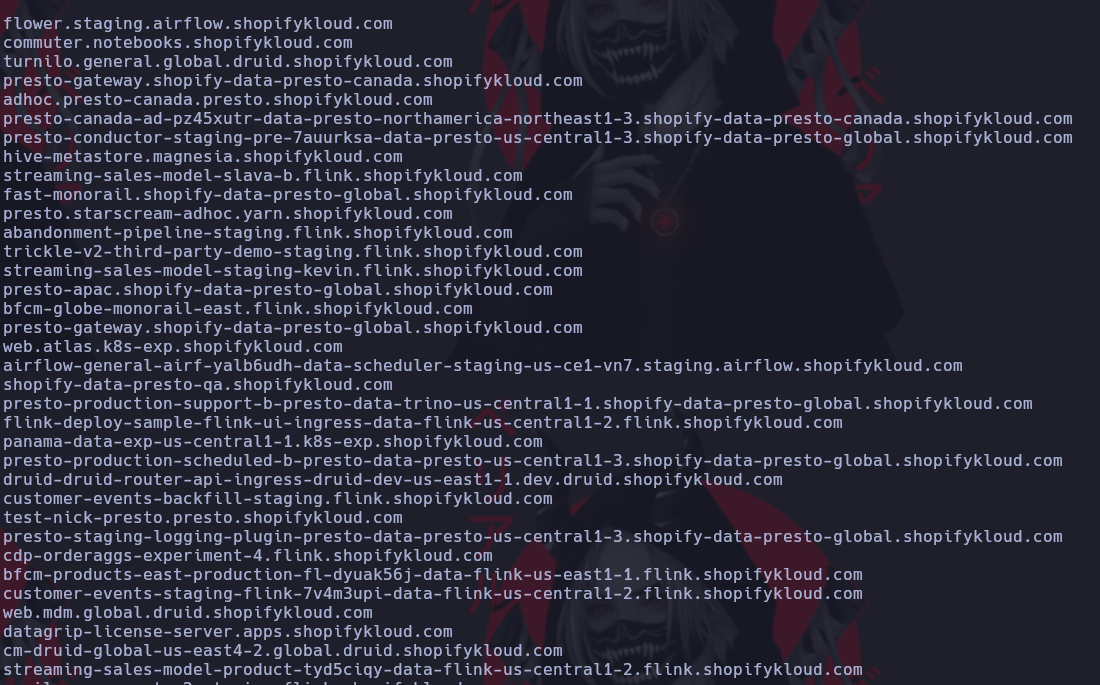 flower.staging.airflow.shopifykloud.com
commuter.notebooks.shopifykloud.com
turnilo.general.global.druid.shopifykloud.com
presto-gateway.shopify-data-presto-canada.shopifykloud.com
adhoc.presto-canada.presto.shopifykloud.com
presto-canada-ad-pz45xutr-data-presto-northamerica-northeast1-3.shopify-data-presto-canada.shopifykloud.com
presto-conductor-staging-pre-7auurksa-data-presto-us-central1-3.shopify-data-presto-global.shopifykloud.com
hive-metastore.magnesia.shopifykloud.com
streaming-sales-model-slava-b.flink.shopifykloud.com
fast-monorail.shopify-data-presto-global.shopifykloud.com
presto.starscream-adhoc.yarn.shopifykloud.com
abandonment-pipeline-staging.flink.shopifykloud.com
trickle-v2-third-party-demo-staging.flink.shopifykloud.com
streaming-sales-model-staging-kevin.flink.shopifykloud.com
presto-apac.shopify-data-presto-global.shopifykloud.com
bfcm-globe-monorail-east.flink.shopifykloud.com
presto-gateway.shopify-data-presto-global.shopifykloud.com
web.atlas.k8s-exp.shopifykloud.com
airflow-general-airf-yalb6udh-data-scheduler-staging-us-ce1-vn7.staging.airflow.shopifykloud.com
shopify-data-presto-qa.shopifykloud.com
presto-production-support-b-presto-data-trino-us-central1-1.shopify-data-presto-global.shopifykloud.com
flink-deploy-sample-flink-ui-ingress-data-flink-us-central1-2.flink.shopifykloud.com
panama-data-exp-us-central1-1.k8s-exp.shopifykloud.com
presto-production-scheduled-b-presto-data-presto-us-central1-3.shopify-data-presto-global.shopifykloud.com
druid-druid-router-api-ingress-druid-dev-us-east1-1.dev.druid.shopifykloud.com
customer-events-backfill-staging.flink.shopifykloud.com
test-nick-presto.presto.shopifykloud.com
presto-staging-logging-plugin-presto-data-presto-us-central1-3.shopify-data-presto-global.shopifykloud.com
cdp-orderaggs-experiment-4.flink.shopifykloud.com
bfcm-products-east-production-fl-dyuak56j-data-flink-us-east1-1.flink.shopifykloud.com
customer-events-staging-flink-7v4m3upi-data-flink-us-central1-2.flink.shopifykloud.com
web.mdm.global.druid.shopifykloud.com
datagrip-license-server.apps.shopifykloud.com
cm-druid-global-us-east4-2.global.druid.shopifykloud.com
streaming-sales-model-product-tyd5ciqy-data-flink-us-central1-2.flink.shopifykloud.com